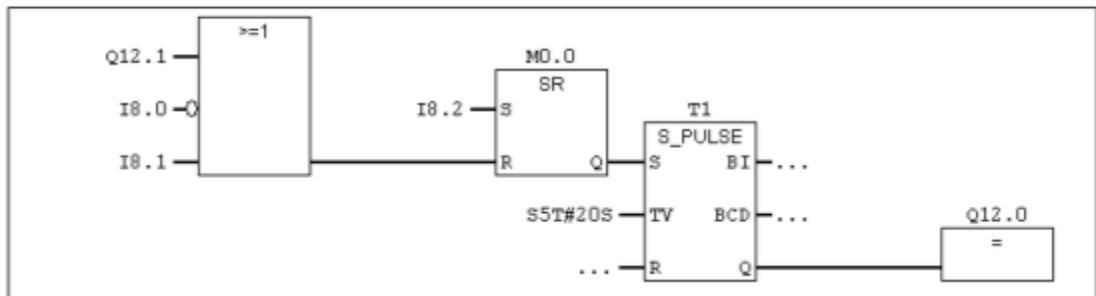 >=1
Q12.1
M0.0
SR
I8.0
I8.2 S
T1
S_PULSE
I8.1
R Q
S BI ...
S5T#20S TV BCD ...
Q12.0
=
... R Q